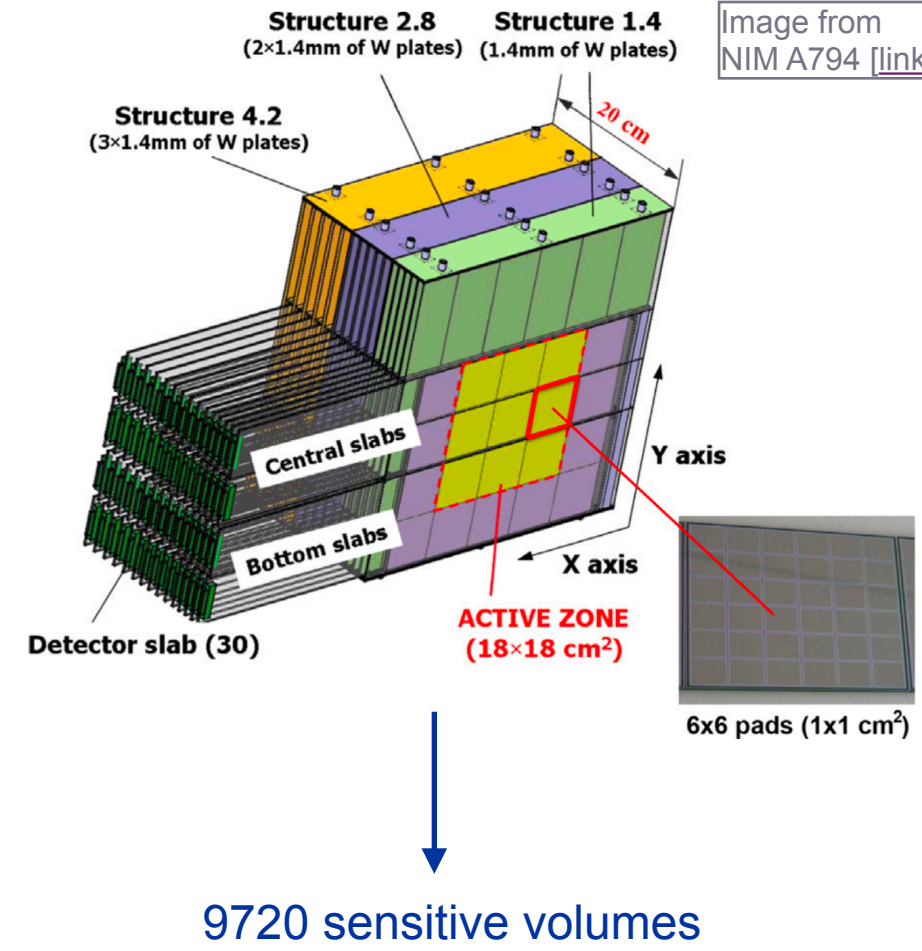 Structure 2.8
(2×1.4mm of W plates)
Structure 1.4
(1.4mm of W plates)
Image from
NIM A794 [link
Structure 4.2
(3×1.4mm of W plates)
20 cm
Central slabs
Bottom slabs
Y axis
X axis
Detector slab (30)
ACTIVE ZONE
(18×18 cm²)
6x6 pads (1x1 cm²)
9720 sensitive volumes